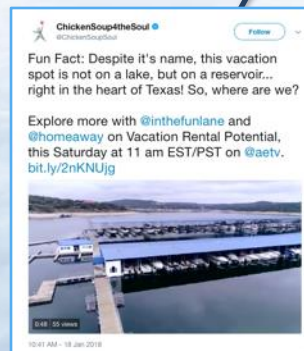 ChickenSoup4theSoul
@ChickenSoupSoul
Follow
Fun Fact: Despite it's name, this vacation
spot is not on a lake, but on a reservoir...
right in the heart of Texas! So, where are we?
Explore more with @inthefunlane and
@homeaway on Vacation Rental Potential,
this Saturday at 11 am EST/PST on @aetv.
bit.ly/2nKNUjg
0:48 55 views
10:41 AM - 18 Jan 2018